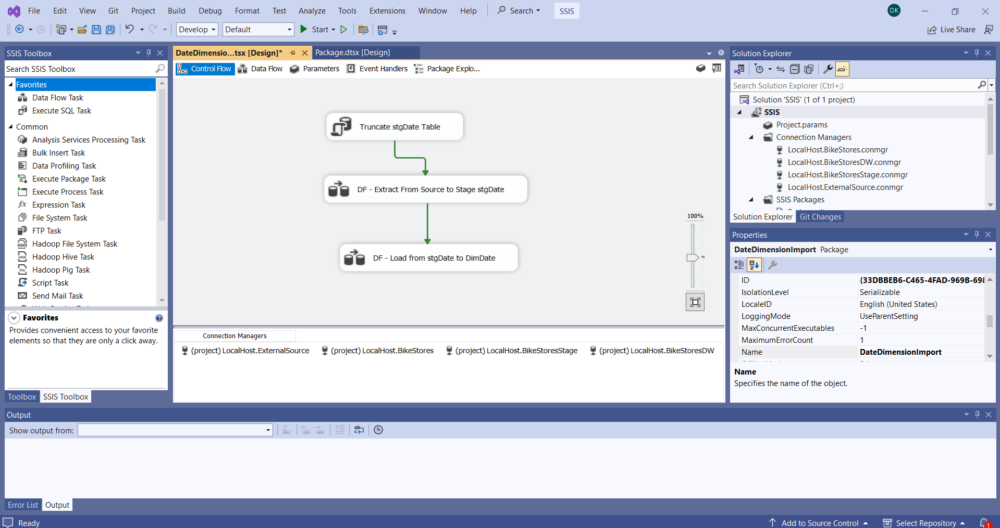 File Edit View Git Project Build Debug Format Test Analyze Tools Extensions Window Help Search SSIS DK
Develop Default Start Live Share
SSIS Toolbox
Search SSIS Toolbox
Favorites
Data Flow Task
Execute SQL Task
Common
Analysis Services Processing Task
Bulk Insert Task
Data Profiling Task
Execute Package Task
Execute Process Task
Expression Task
File System Task
FTP Task
Hadoop File System Task
Hadoop Hive Task
Hadoop Pig Task
Script Task
Send Mail Task
Favorites
Provides convenient access to your favorite
elements so that they are only a click away.
Toolbox SSIS Toolbox
DateDimensio...tsx [Design]* Package.dtsx [Design]
Control Flow Data Flow Parameters Event Handlers Package Explo...
Truncate stgDate Table
DF - Extract From Source to Stage stgDate
DF - Load from stgDate to DimDate
100%
Connection Managers
(project) LocalHost.ExternalSource (project) LocalHost.BikeStores (project) LocalHost.BikeStoresStage (project) LocalHost.BikeStoresDW
Solution Explorer
Search Solution Explorer (Ctrl+;)
Solution 'SSIS' (1 of 1 project)
SSIS
Project.params
Connection Managers
LocalHost.BikeStores.conmgr
LocalHost.BikeStoresDW.conmgr
LocalHost.BikeStoresStage.conmgr
LocalHost.ExternalSource.conmgr
SSIS Packages
Solution Explorer Git Changes
Properties
DateDimensionImport Package
ID {33DBBEB6-C465-4FAD-969B-698
IsolationLevel Serializable
LocaleID English (United States)
LoggingMode UseParentSetting
MaxConcurrentExecutables -1
MaximumErrorCount 1
Name DateDimensionImport
Name
Specifies the name of the object.
Output
Show output from:
Error List Output
Ready Add to Source Control Select Repository 1